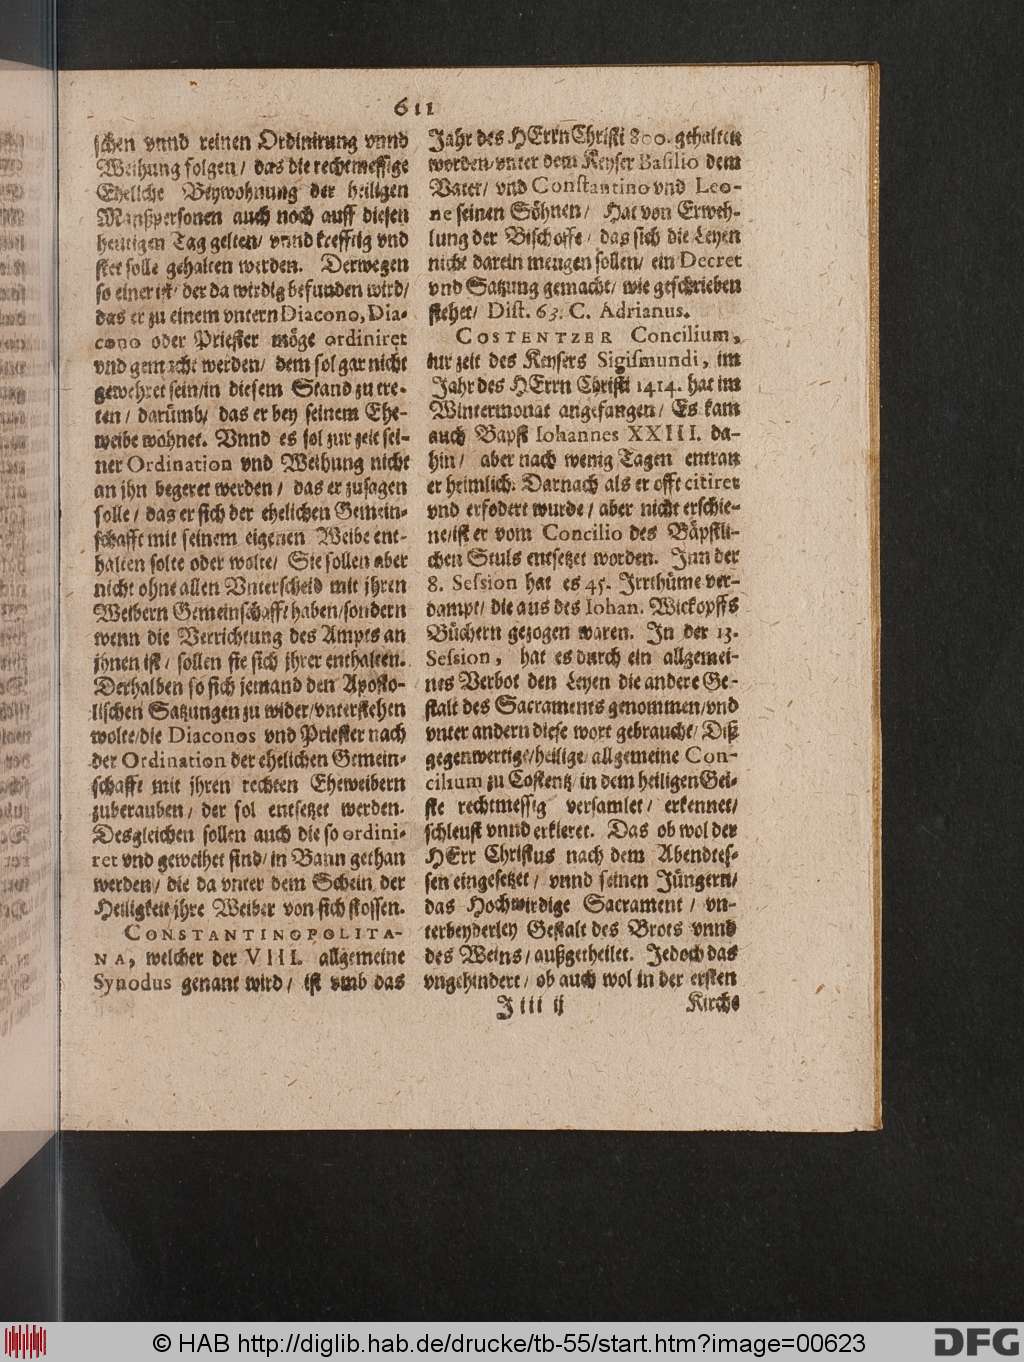 611
schen vnnd reinen Ordinirung vnnd
Weihung folgen / das die rechtmessige
Eheliche Beywohnung der heiligen
Manßpersonen auch noch auff diesen
heutigen Tag gelten / vnnd krefftig vnd
stet solle gehalten werden. Derwegen
so einer ist / der da wirdig befunden wird /
das er zu einem vntern Diacono, Dia-
cono oder Priester möge ordiniret
vnd gemacht werden / dem sol gar nicht
gewehret sein / in diesem Stand zu tre-
ten / darümb / das er bey seinem Ehe-
weibe wohnet. Vnnd es sol zur zeit sei-
ner Ordination vnd Weihung nicht
an jhn begeret werden / das er zusagen
solle / das er sich der ehelichen Gemein-
schafft mit seinem eigenen Weibe ent-
halten solte oder wolte / Sie sollen aber
nicht ohne allen Vnterscheid mit jhren
Weibern Gemeinschafft haben / sondern
wenn die Verrichtung des Ampts an
jhnen ist / sollen sie sich jhrer enthalten.
Derhalben so sich jemand den Aposto-
lischen Satzungen zu wider / vnterstehen
wolte / die Diaconos vnd Priester nach
der Ordination der ehelichen Gemein-
schafft mit jhren rechten Eheweibern
zuberauben / der sol entsetzet werden.
Desgleichen sollen auch die so ordini-
ret vnd geweihet sind / in Bann gethan
werden / die da vnter dem Schein der
Heiligkeit jhre Weiber von sich stossen.
CONSTANTINOPOLITA-
NA, welcher der VIII. allgemeine
Synodus genant wird / ist vmb das
Jahr des HErrn Christi 800. gehalten
worden / vnter dem Keyser Basilio dem
Vater / vnd Constantino vnd Leo-
ne seinen Söhnen / Hat von Erweh-
lung der Bischoffe / das sich die Leyen
nicht darein mengen sollen / ein Decret
vnd Satzung gemacht / wie geschrieben
stehet / Dist. 63. C. Adrianus.
COSTENTZER Concilium,
zur zeit des Keysers Sigismundi, im
Jahr des HErrn Christi 1414. hat im
Wintermonat angefangen / Es kam
auch Bapst Iohannes XXIII. da-
hin / aber nach wenig Tagen entran
er heimlich. Darnach als er offt citiret
vnd erfodert wurde / aber nicht erschie-
ne / ist er vom Concilio des Bäpstli-
chen Stuls entsetzet worden. Inn der
8. Session hat es 45. Irrthüme ver-
dampt / die aus des Iohan. Wickopffs
Büchern gezogen waren. In der 13.
Session, hat es durch ein allgemei-
nes Verbot den Leyen die andere Ge-
stalt des Sacraments genommen / vnd
vnter andern diese wort gebraucht / Diß
gegenwertige / heilige / allgemeine Con-
cilium zu Costentz / in dem heiligen Gei-
ste rechtmessig versamlet / erkennet /
schleust vnnd erkleret. Das ob wol der
HErr Christus nach dem Abendtes-
sen eingesetzet / vnnd seinen Jüngern /
das Hochwirdige Sacrament / vn-
terbeyderley Gestalt des Brots vnnd
des Weins / außgetheilet. Jedoch das
vngehindert / ob auch wol in der ersten
J iii ij
Kirche
© HAB http://diglib.hab.de/drucke/tb-55/start.htm?image=00623
DFG